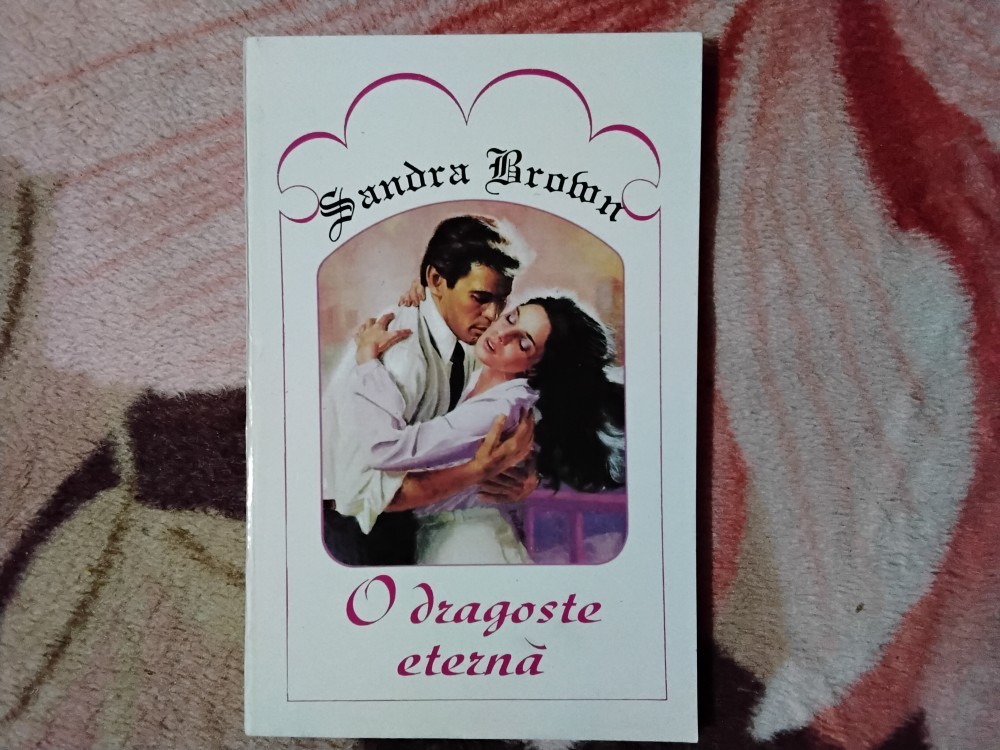 Sandra Brown
O dragoste
eternă